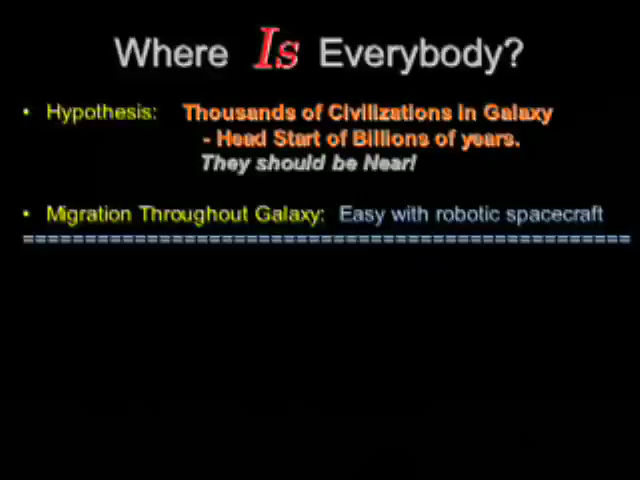 Where Is Everybody?
• Hypothesis: Thousands of Civilizations in Galaxy
- Head Start of Billions of years.
They should be Near!
• Migration Throughout Galaxy: Easy with robotic spacecraft
==================================================